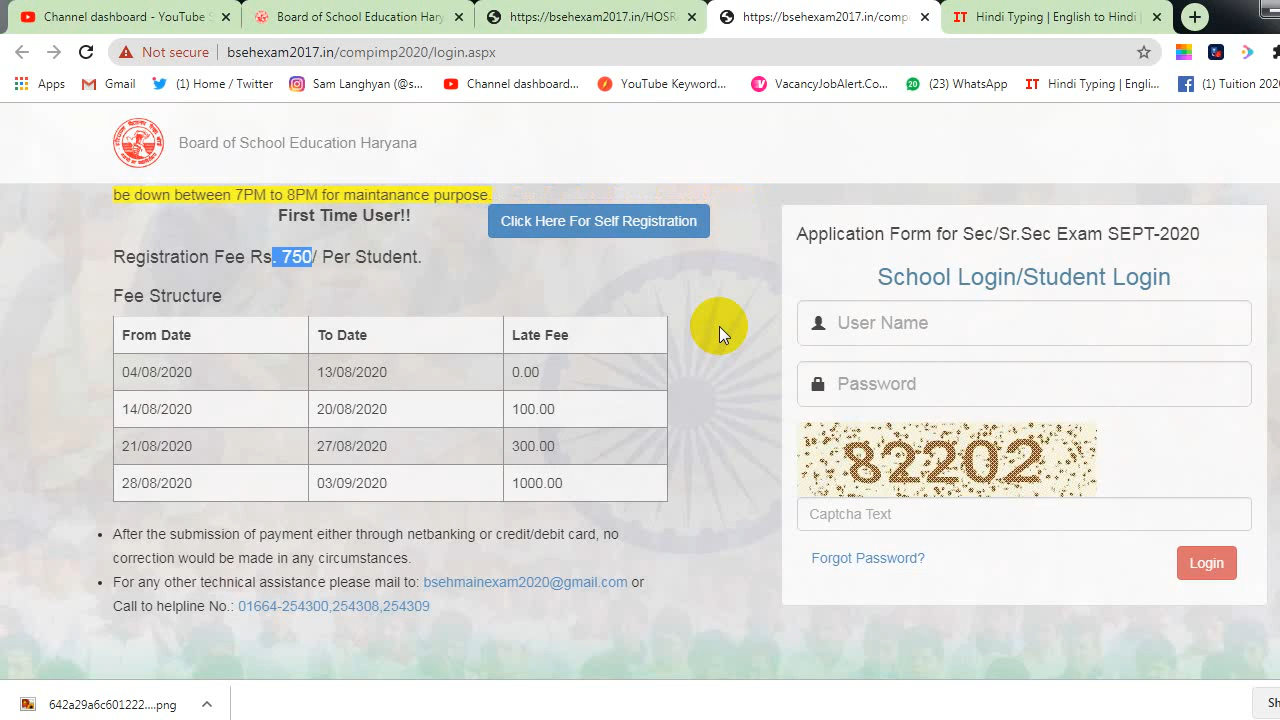 Channel dashboard - YouTube S
Board of School Education Hary
https://bsehexam2017.in/HOSR
https://bsehexam2017.in/comp
IT Hindi Typing | English to Hindi
Not secure
bsehexam2017.in/compimp2020/login.aspx
Apps
Gmail
(1) Home / Twitter
Sam Langhyan (@s...
Channel dashboard...
YouTube Keyword...
VacancyJobAlert.Co...
20
(23) WhatsApp
IT Hindi Typing | Engli...
(1) Tuition 2020
Board of School Education Haryana
be down between 7PM to 8PM for maintanance purpose.
First Time User!!
Click Here For Self Registration
Registration Fee Rs. 750/ Per Student.
Fee Structure
From Date To Date Late Fee
04/08/2020 13/08/2020 0.00
14/08/2020 20/08/2020 100.00
21/08/2020 27/08/2020 300.00
28/08/2020 03/09/2020 1000.00
After the submission of payment either through netbanking or credit/debit card, no
correction would be made in any circumstances.
For any other technical assistance please mail to: bsehmainexam2020@gmail.com or
Call to helpline No.: 01664-254300,254308,254309
Application Form for Sec/Sr.Sec Exam SEPT-2020
School Login/Student Login
User Name
Password
82202
Captcha Text
Forgot Password?
Login
642a29a6c601222....png
Sh